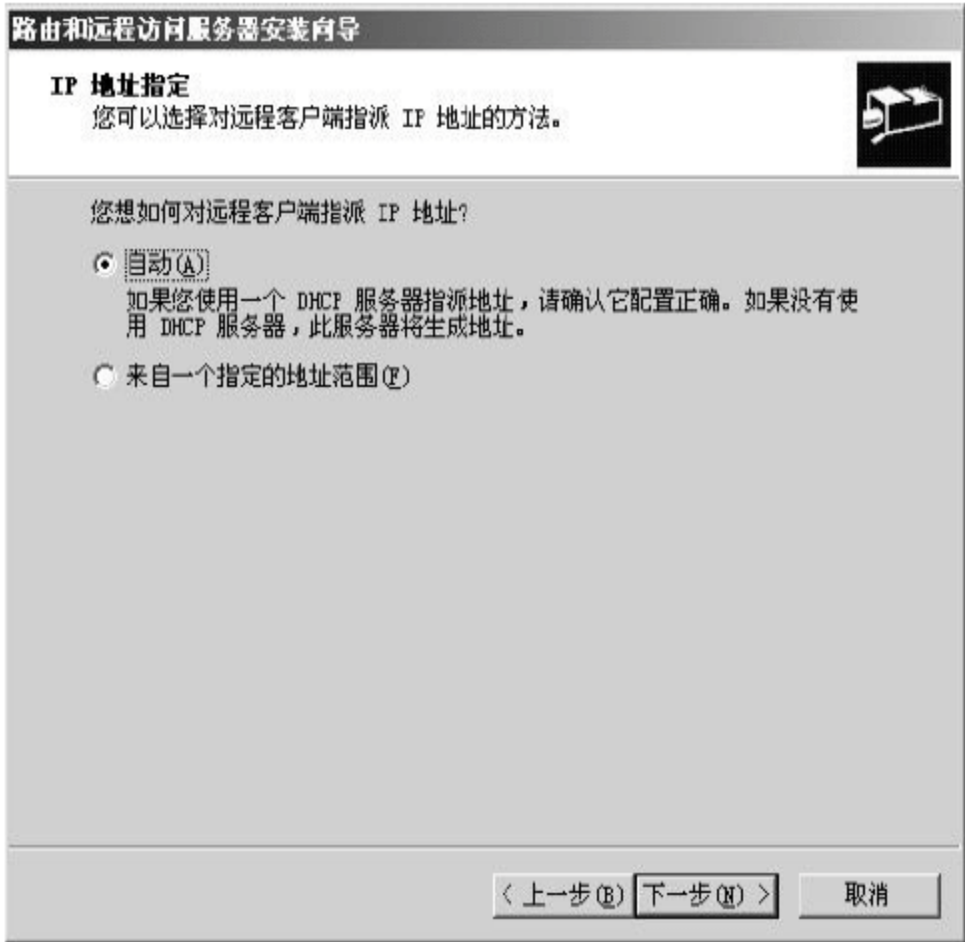 路由和远程访问服务器安装向导
IP 地址指定
您可以选择对远程客户端指派 IP 地址的方法。
您想如何对远程客户端指派 IP 地址?
自动(A)
如果您使用一个 DHCP 服务器指派地址，请确认它配置正确。如果没有使
用 DHCP 服务器，此服务器将生成地址。
来自一个指定的地址范围(F)
< 上一步(B) 下一步(N) > 取消